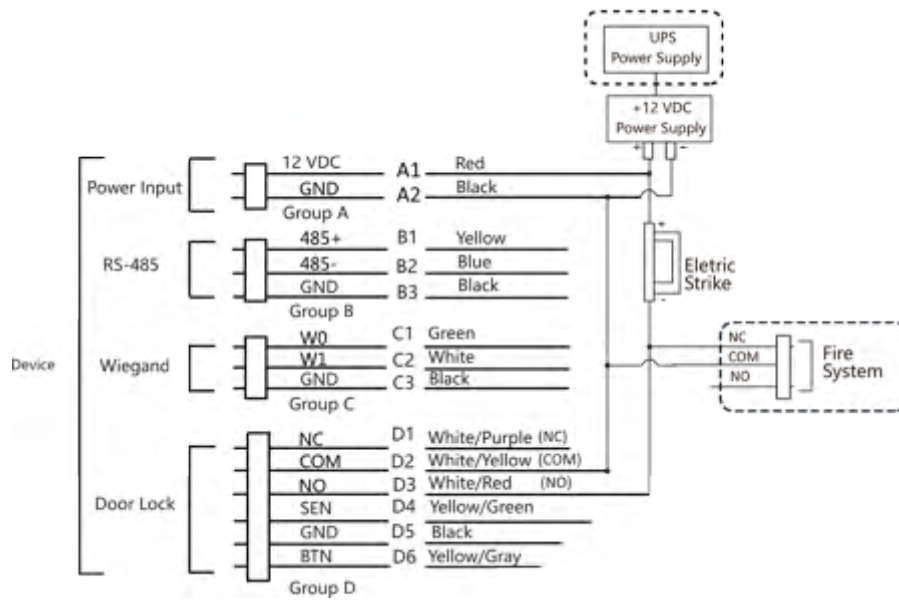 UPS
Power Supply
+12 VDC
Power Supply
+ -
12 VDC A1 Red
Power Input
GND A2 Black
Group A
485+ B1 Yellow
RS-485
485- B2 Blue
GND B3 Black
Group B
+
Eletric
Strike
-
W0 C1 Green
Device
Wiegand
W1 C2 White
GND C3 Black
Group C
NC
COM
NO
Fire
System
NC D1 White/Purple (NC)
COM D2 White/Yellow (COM)
NO D3 White/Red (NO)
Door Lock
SEN D4 Yellow/Green
GND D5 Black
BTN D6 Yellow/Gray
Group D